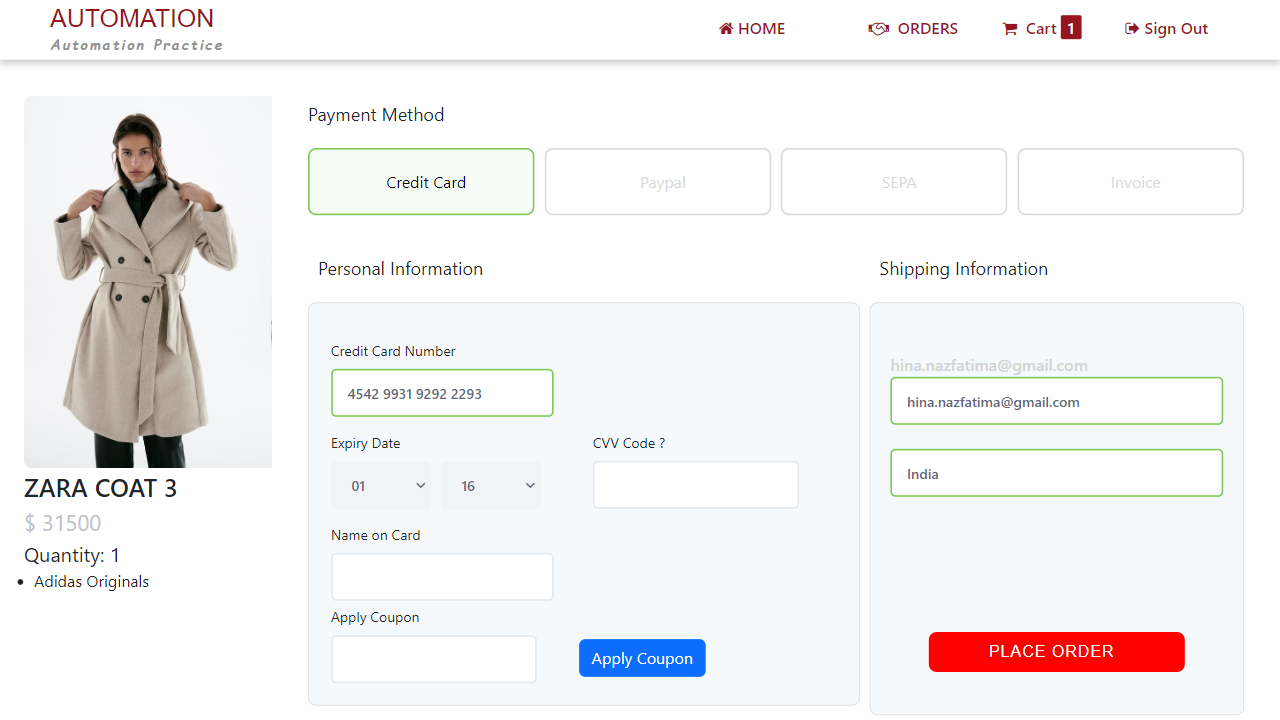 AUTOMATION
Automation Practice
HOME
ORDERS
Cart 1
Sign Out
ZARA COAT 3
$ 31500
Quantity: 1
• Adidas Originals
Payment Method
Credit Card
Paypal
SEPA
Invoice
Personal Information
Credit Card Number
4542 9931 9292 2293
Expiry Date
CVV Code ?
01
16
Name on Card
Apply Coupon
Apply Coupon
Shipping Information
hina.nazfatima@gmail.com
hina.nazfatima@gmail.com
India
PLACE ORDER